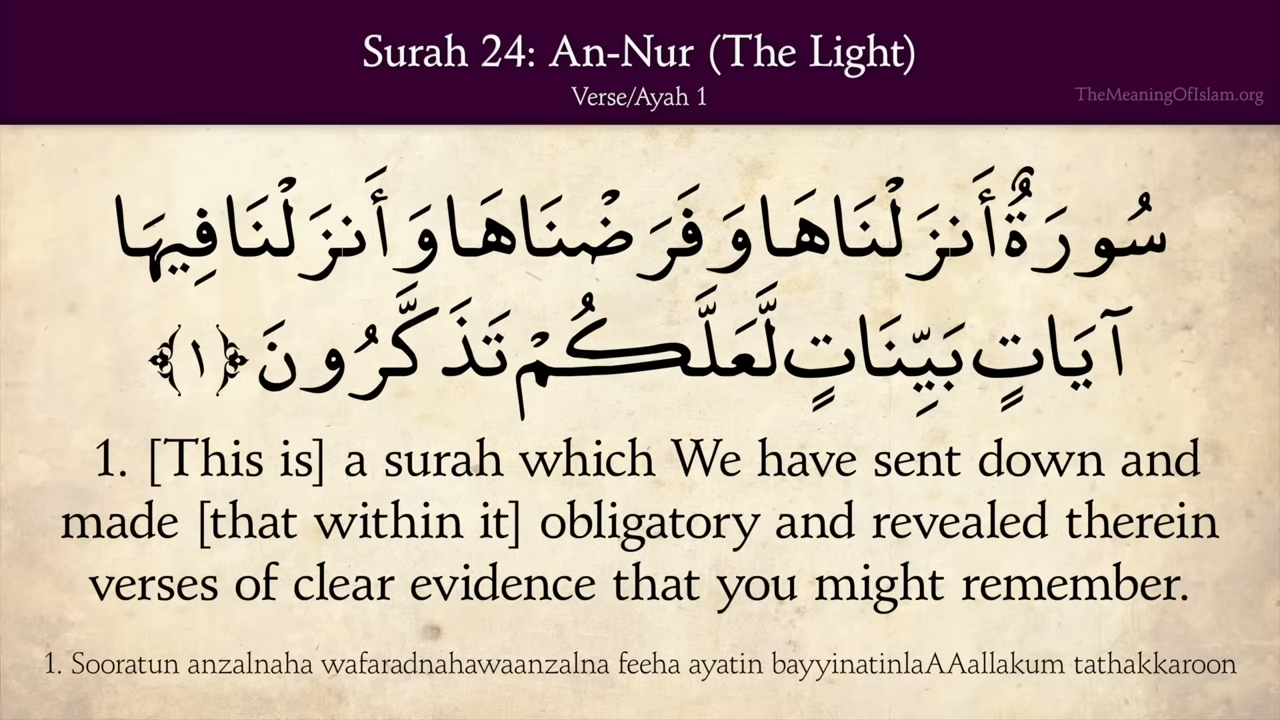 Surah 24: An-Nur (The Light)
Verse/Ayah 1
TheMeaningOfIslam.org
سُورَةٌ أَنزَلْنَاهَا وَفَرَضْنَاهَا وَأَنزَلْنَا فِيهَا
آيَاتٍ بَيِّنَاتٍ لَّعَلَّكُمْ تَذَكَّرُونَ ﴿١﴾
1. [This is] a surah which We have sent down and
made [that within it] obligatory and revealed therein
verses of clear evidence that you might remember.
1. Sooratun anzalnaha wafaradnahawaanzalna feeha ayatin bayyinatinlaAAallakum tathakkaroon